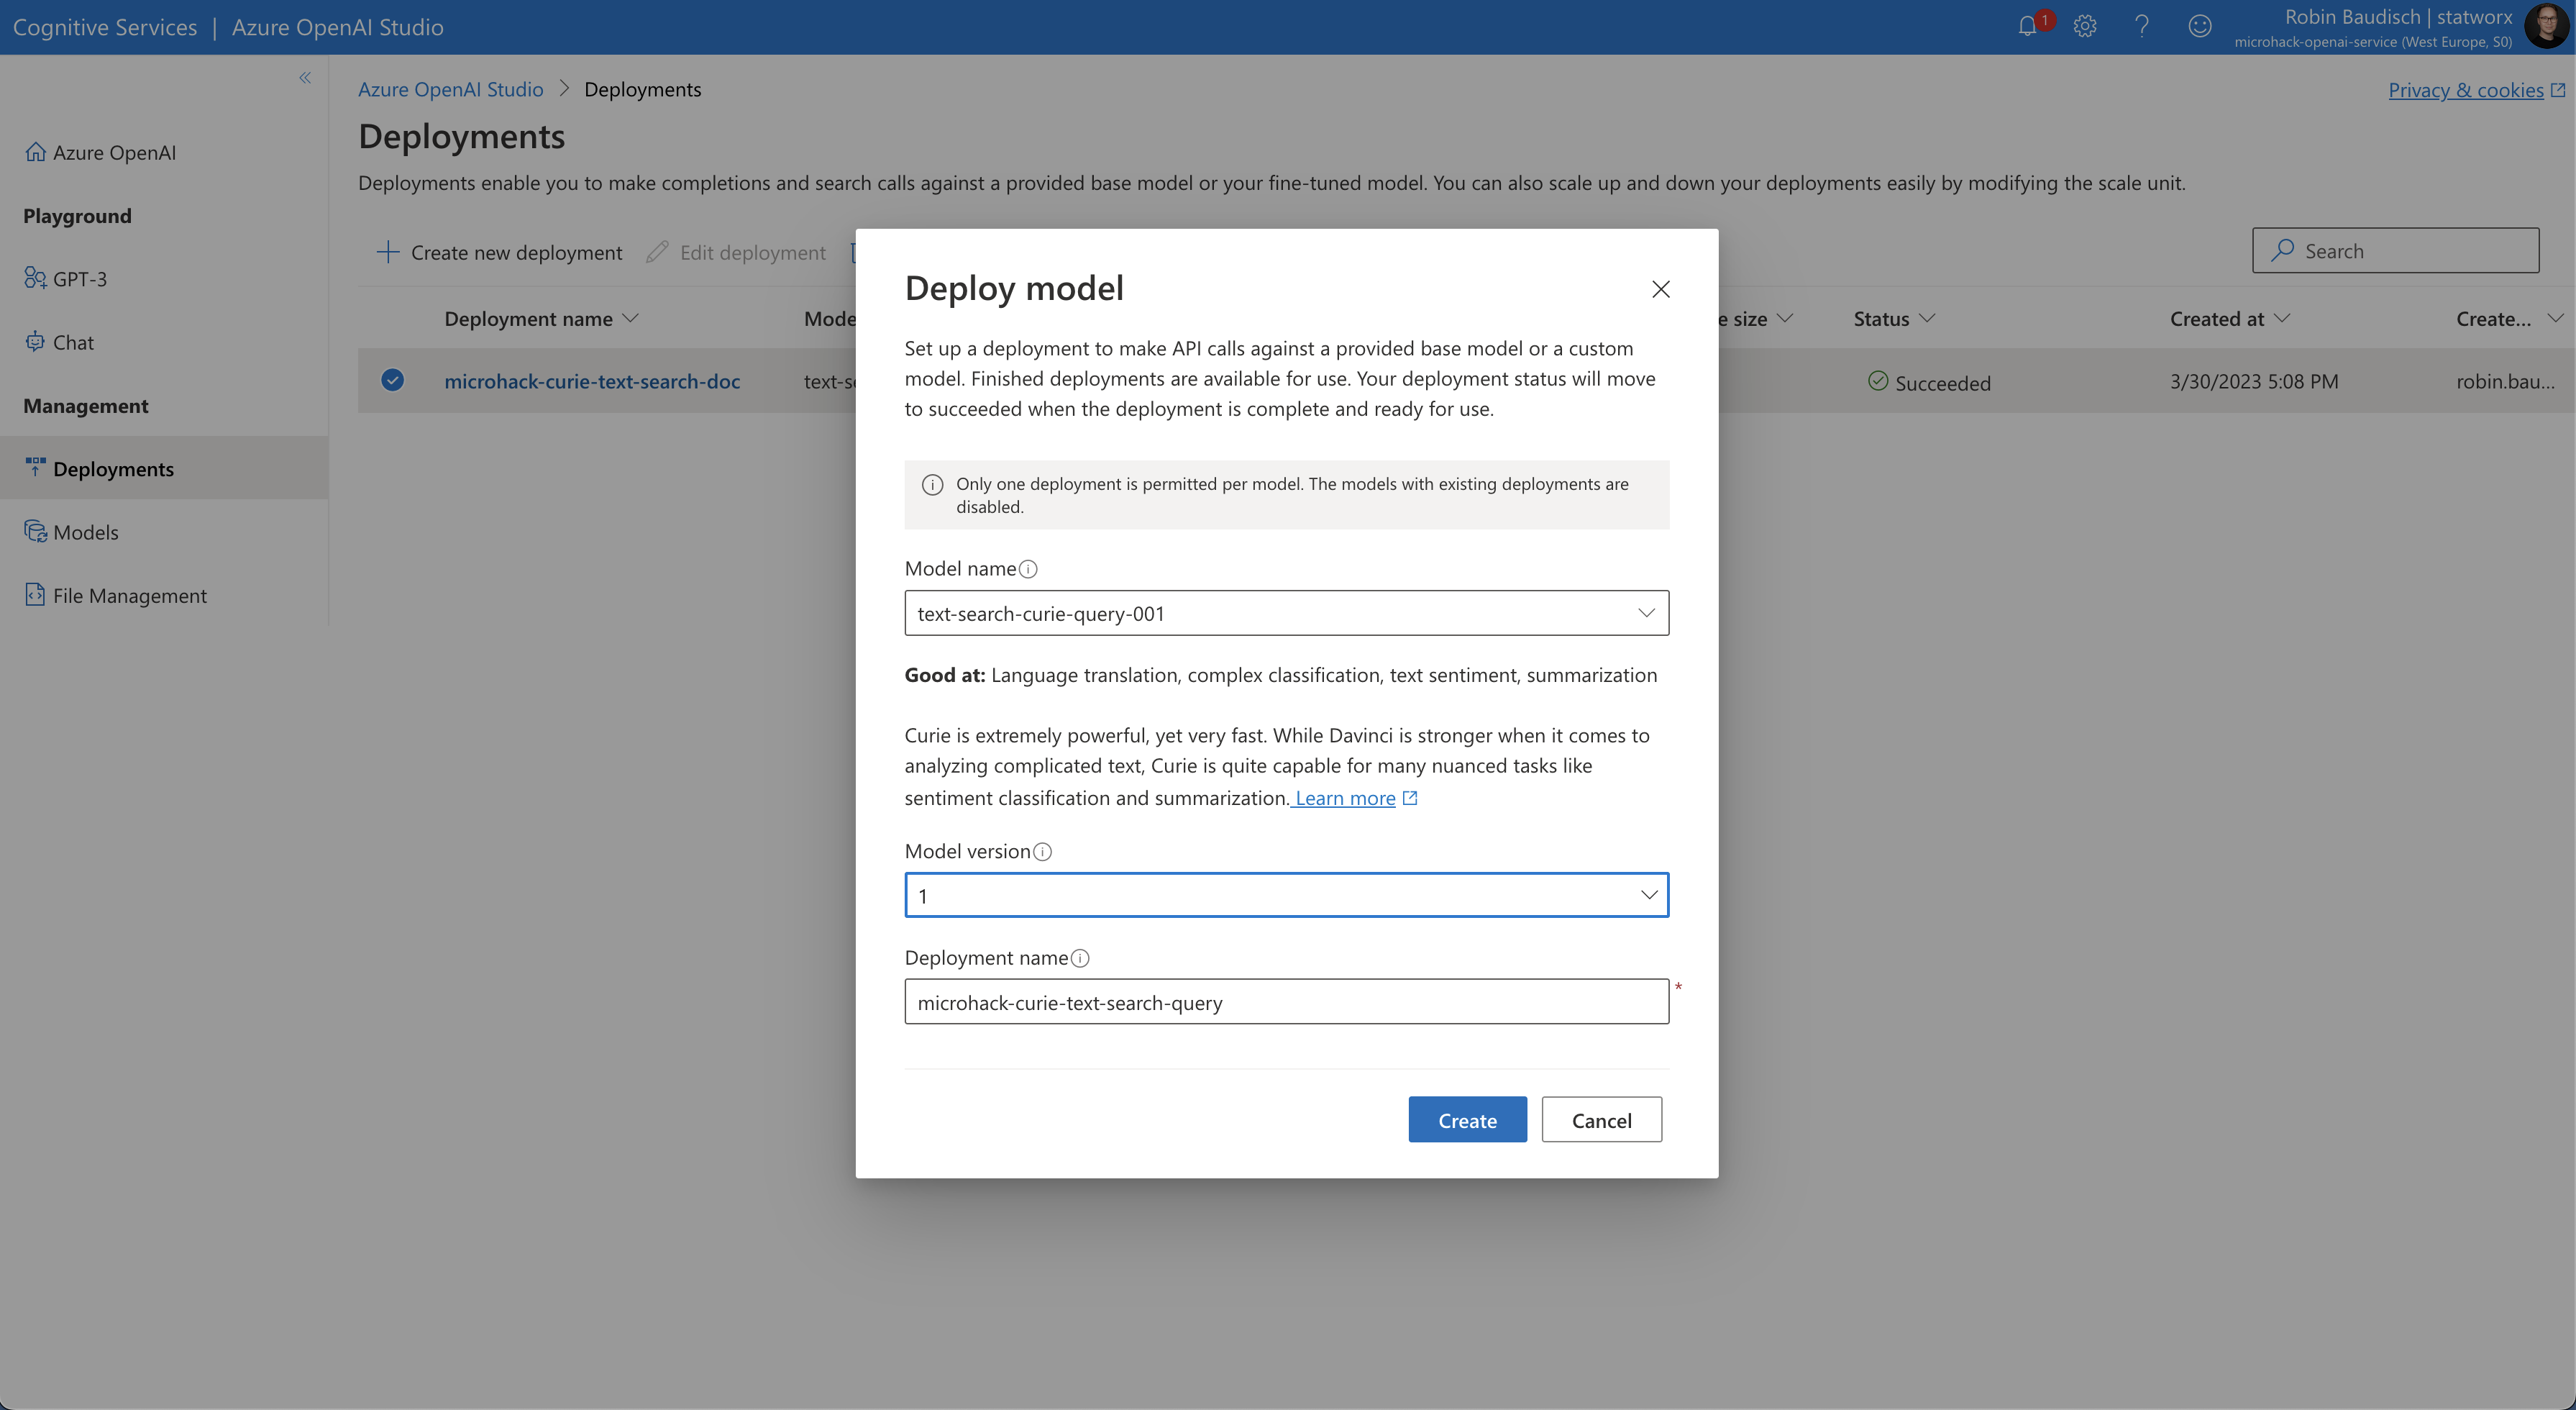 Cognitive Services | Azure OpenAI Studio
1
Robin Baudisch | statworx
microhack-openai-service (West Europe, S0)
Azure OpenAI
Playground
GPT-3
Chat
Management
Deployments
Models
File Management
Azure OpenAI Studio > Deployments
Privacy & cookies
Deployments
Deployments enable you to make completions and search calls against a provided base model or your fine-tuned model. You can also scale up and down your deployments easily by modifying the scale unit.
Create new deployment Edit deployment
Search
Deployment name Mode e size Status Created at Create...
microhack-curie-text-search-doc text-se Succeeded 3/30/2023 5:08 PM robin.bau...
Deploy model
Set up a deployment to make API calls against a provided base model or a custom
model. Finished deployments are available for use. Your deployment status will move
to succeeded when the deployment is complete and ready for use.
Only one deployment is permitted per model. The models with existing deployments are
disabled.
Model name
text-search-curie-query-001
Good at: Language translation, complex classification, text sentiment, summarization
Curie is extremely powerful, yet very fast. While Davinci is stronger when it comes to
analyzing complicated text, Curie is quite capable for many nuanced tasks like
sentiment classification and summarization. Learn more
Model version
1
Deployment name
microhack-curie-text-search-query
*
Create Cancel